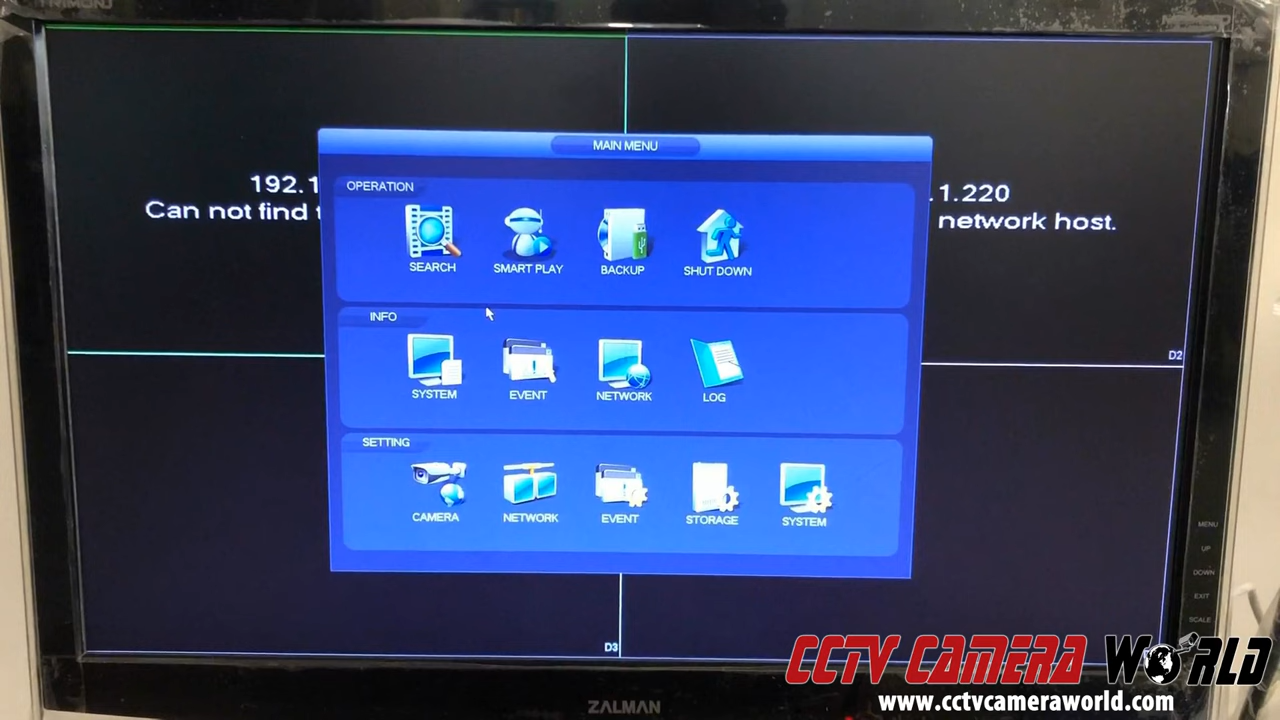 MAIN MENU
OPERATION
192.1
Can not find
.1.220
network host.
SEARCH
SMART PLAY
BACKUP
SHUT DOWN
INFO
SYSTEM
EVENT
NETWORK
LOG
D2
SETTING
CAMERA
NETWORK
EVENT
STORAGE
SYSTEM
MENU
UP
DOWN
EXIT
SCALE
D3
CCTV CAMERA WORLD
www.cctvcameraworld.com
ZALMAN